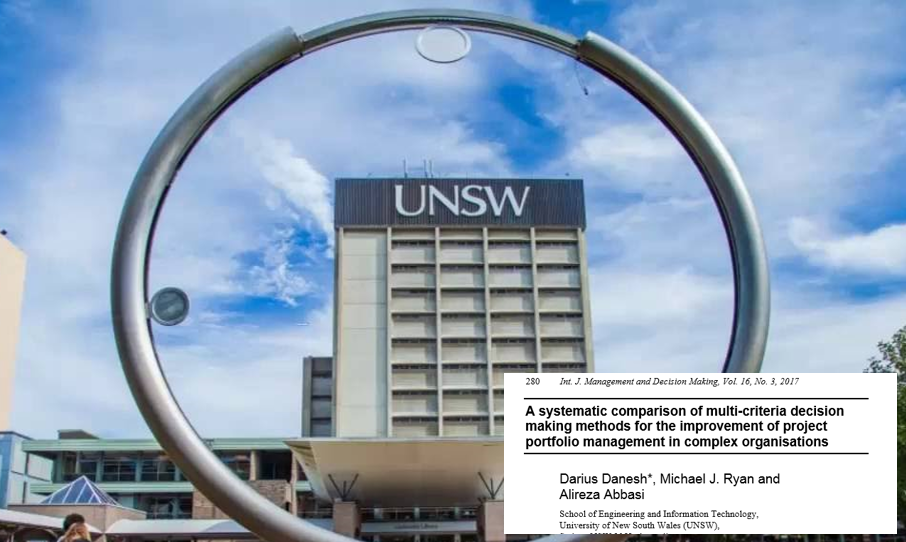 UNSW
280 Int. J. Management and Decision Making, Vol. 16, No. 3, 2017
A systematic comparison of multi-criteria decision
making methods for the improvement of project
portfolio management in complex organisations
Darius Danesh*, Michael J. Ryan and
Alireza Abbasi
School of Engineering and Information Technology,
University of New South Wales (UNSW),